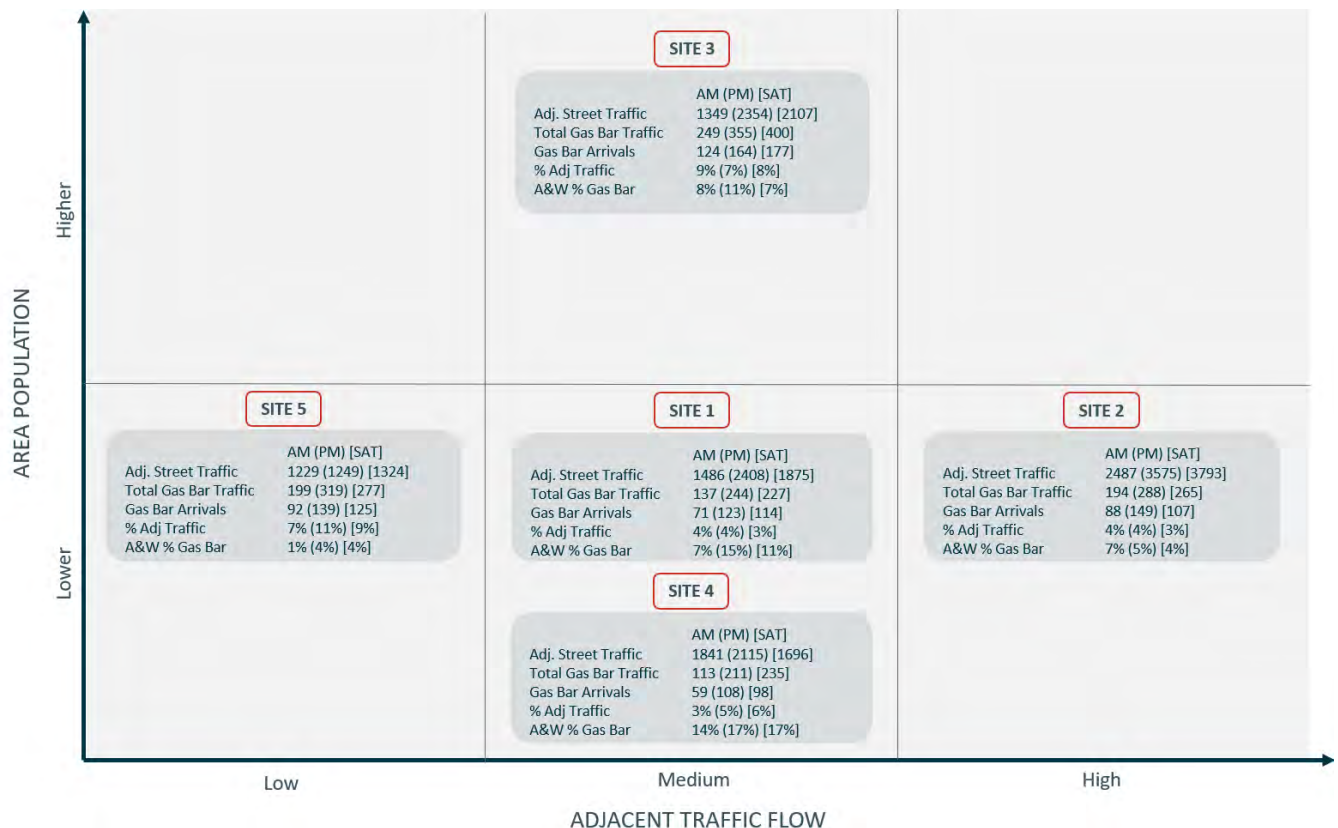 SITE 3
AM (PM) [SAT]
Adj. Street Traffic 1349 (2354) [2107]
Total Gas Bar Traffic 249 (355) [400]
Gas Bar Arrivals 124 (164) [177]
% Adj Traffic 9% (7%) [8%]
A&W % Gas Bar 8% (11%) [7%]
Higher
AREA POPULATION
Lower
SITE 5
AM (PM) [SAT]
Adj. Street Traffic 1229 (1249) [1324]
Total Gas Bar Traffic 199 (319) [277]
Gas Bar Arrivals 92 (139) [125]
% Adj Traffic 7% (11%) [9%]
A&W % Gas Bar 1% (4%) [4%]
SITE 1
AM (PM) [SAT]
Adj. Street Traffic 1486 (2408) [1875]
Total Gas Bar Traffic 137 (244) [227]
Gas Bar Arrivals 71 (123) [114]
% Adj Traffic 4% (4%) [3%]
A&W % Gas Bar 7% (15%) [11%]
SITE 2
AM (PM) [SAT]
Adj. Street Traffic 2487 (3575) [3793]
Total Gas Bar Traffic 194 (288) [265]
Gas Bar Arrivals 88 (149) [107]
% Adj Traffic 4% (4%) [3%]
A&W % Gas Bar 7% (5%) [4%]
SITE 4
AM (PM) [SAT]
Adj. Street Traffic 1841 (2115) [1696]
Total Gas Bar Traffic 113 (211) [235]
Gas Bar Arrivals 59 (108) [98]
% Adj Traffic 3% (5%) [6%]
A&W % Gas Bar 14% (17%) [17%]
Low
Medium
High
ADJACENT TRAFFIC FLOW